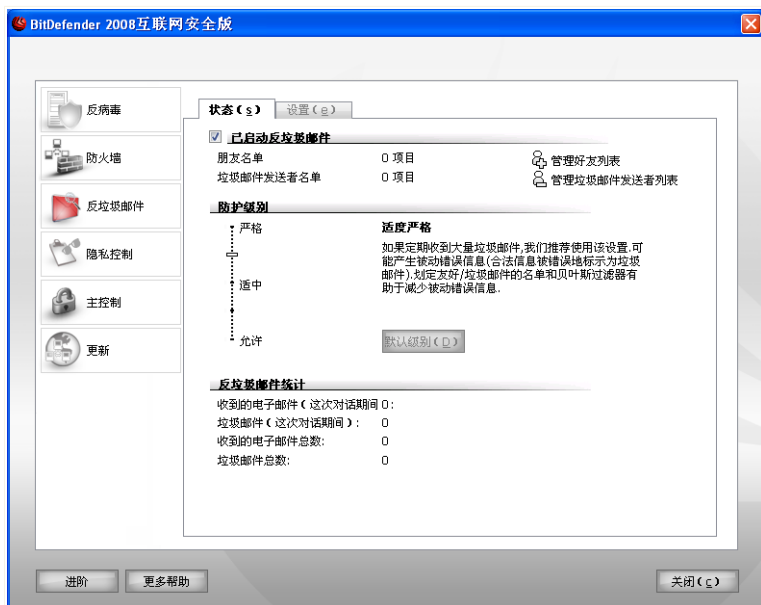 BitDefender 2008互联网安全版
反病毒
防火墙
反垃圾邮件
隐私控制
主控制
更新
状态(s)
设置(e)
已启动反垃圾邮件
朋友名单 0 项目 管理好友列表
垃圾邮件发送者名单 0 项目 管理垃圾邮件发送者列表
防护级别
严格
适中
允许
适度严格
如果定期收到大量垃圾邮件,我们推荐使用该设置.可
能产生被动错误信息(合法信息被错误地标示为垃圾
邮件).划定友好/垃圾邮件的名单和贝叶斯过滤器有
助于减少被动错误信息.
默认级别(D)
反垃圾邮件统计
收到的电子邮件(这次对话期间 0:
垃圾邮件(这次对话期间): 0
收到的电子邮件总数: 0
垃圾邮件总数: 0
进阶
更多帮助
关闭(c)